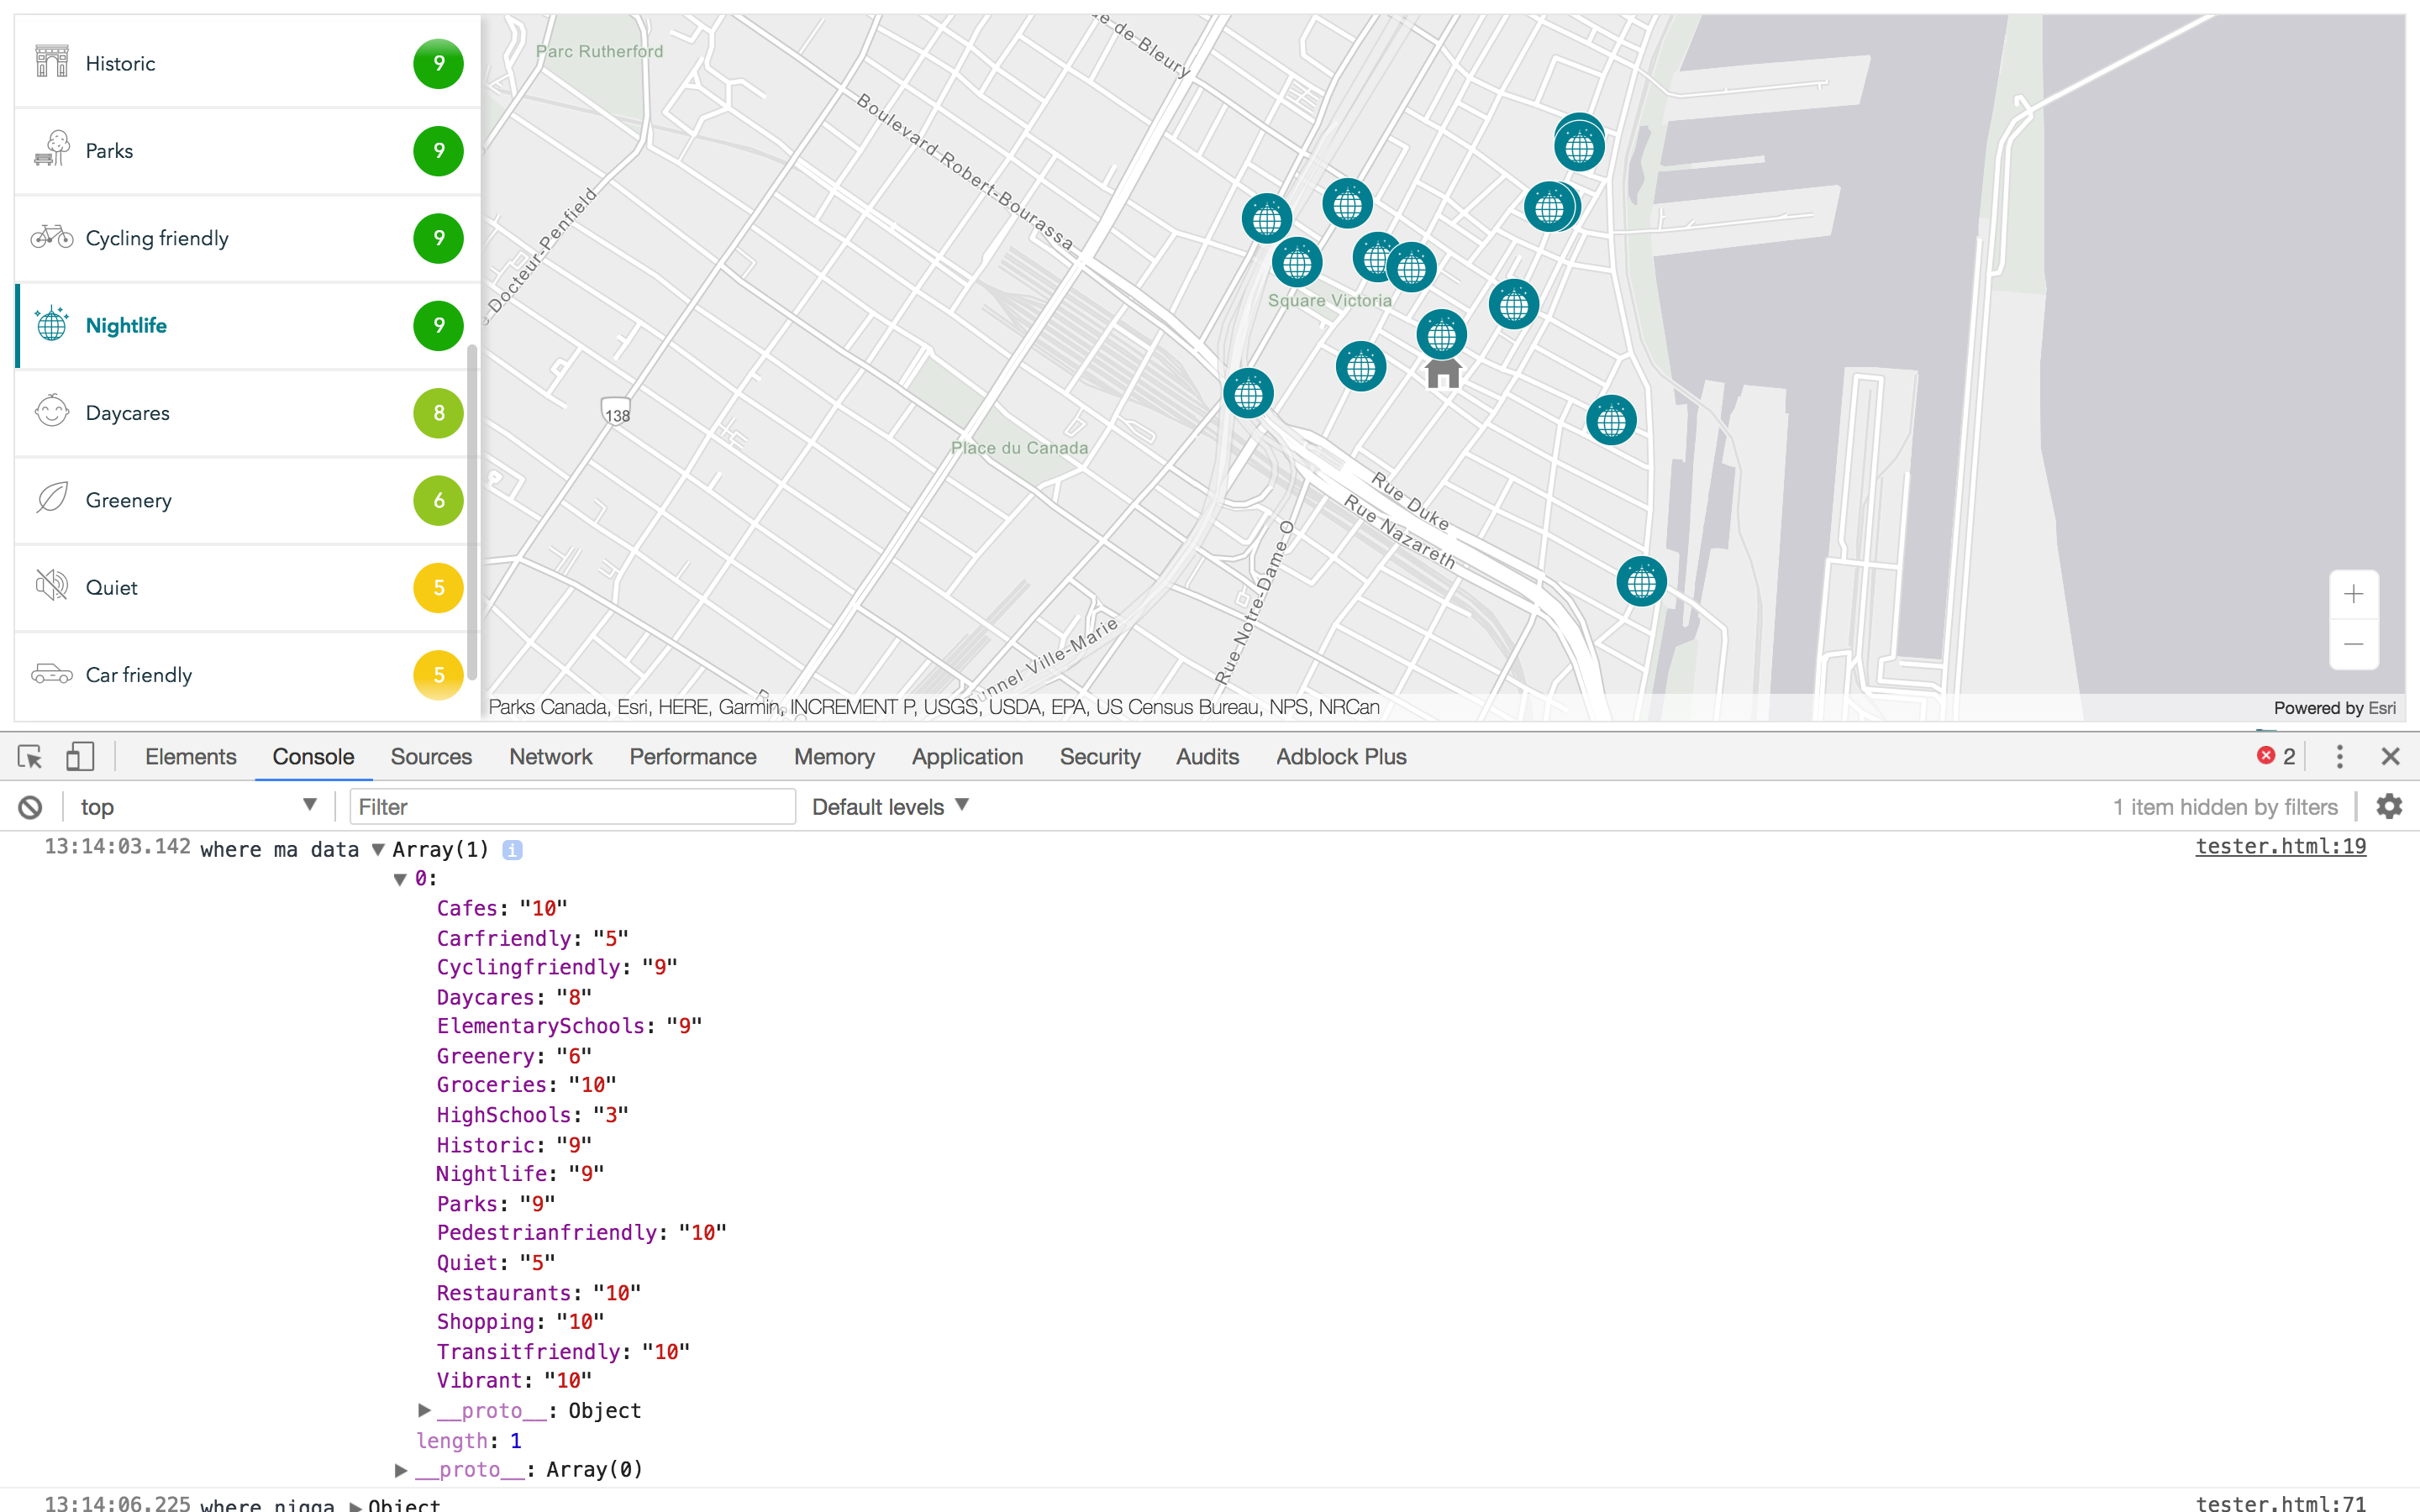 Historic 9
Parks 9
Cycling friendly 9
Nightlife 9
Daycares 8
Greenery 6
Quiet 5
Car friendly 5
Parc Rutherford
de Bleury
Boulevard Robert-Bourassa
Docteur-Penfield
Square Victoria
138
Place du Canada
Rue Duke
Rue Nazareth
Rue Notre-Dame O
Tunnel Ville-Marie
Parks Canada, Esri, HERE, Garmin, INCREMENT P, USGS, USDA, EPA, US Census Bureau, NPS, NRCan
Powered by Esri
+
−
Elements Console Sources Network Performance Memory Application Security Audits Adblock Plus 2
top Filter Default levels 1 item hidden by filters
13:14:03.142 where ma data Array(1) i tester.html:19
0:
Cafes: "10"
Carfriendly: "5"
Cyclingfriendly: "9"
Daycares: "8"
ElementarySchools: "9"
Greenery: "6"
Groceries: "10"
HighSchools: "3"
Historic: "9"
Nightlife: "9"
Parks: "9"
Pedestrianfriendly: "10"
Quiet: "5"
Restaurants: "10"
Shopping: "10"
Transitfriendly: "10"
Vibrant: "10"
__proto__: Object
length: 1
__proto__: Array(0)
13:14:06.225 where nigga Object tester.html:71